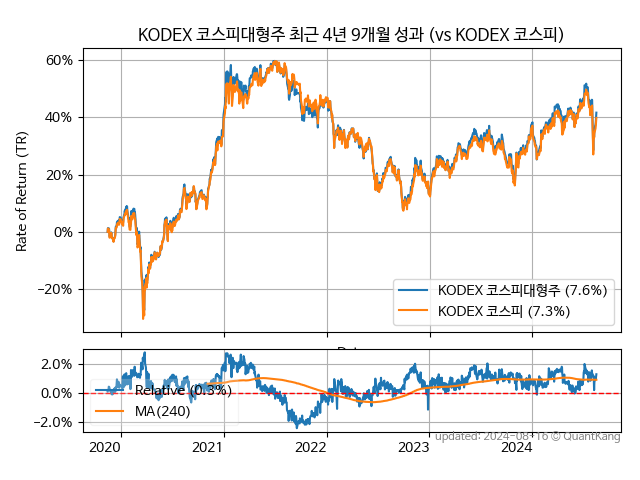 KODEX 코스피대형주 최근 4년 9개월 성과 (vs KODEX 코스피)
Rate of Return (TR)
60%
40%
20%
0%
−20%
KODEX 코스피대형주 (7.6%)
KODEX 코스피 (7.3%)
2.0%
0.0%
−2.0%
Relative (0.3%)
MA(240)
2020 2021 2022 2023 2024
updated: 2024-08-16 © QuantKang